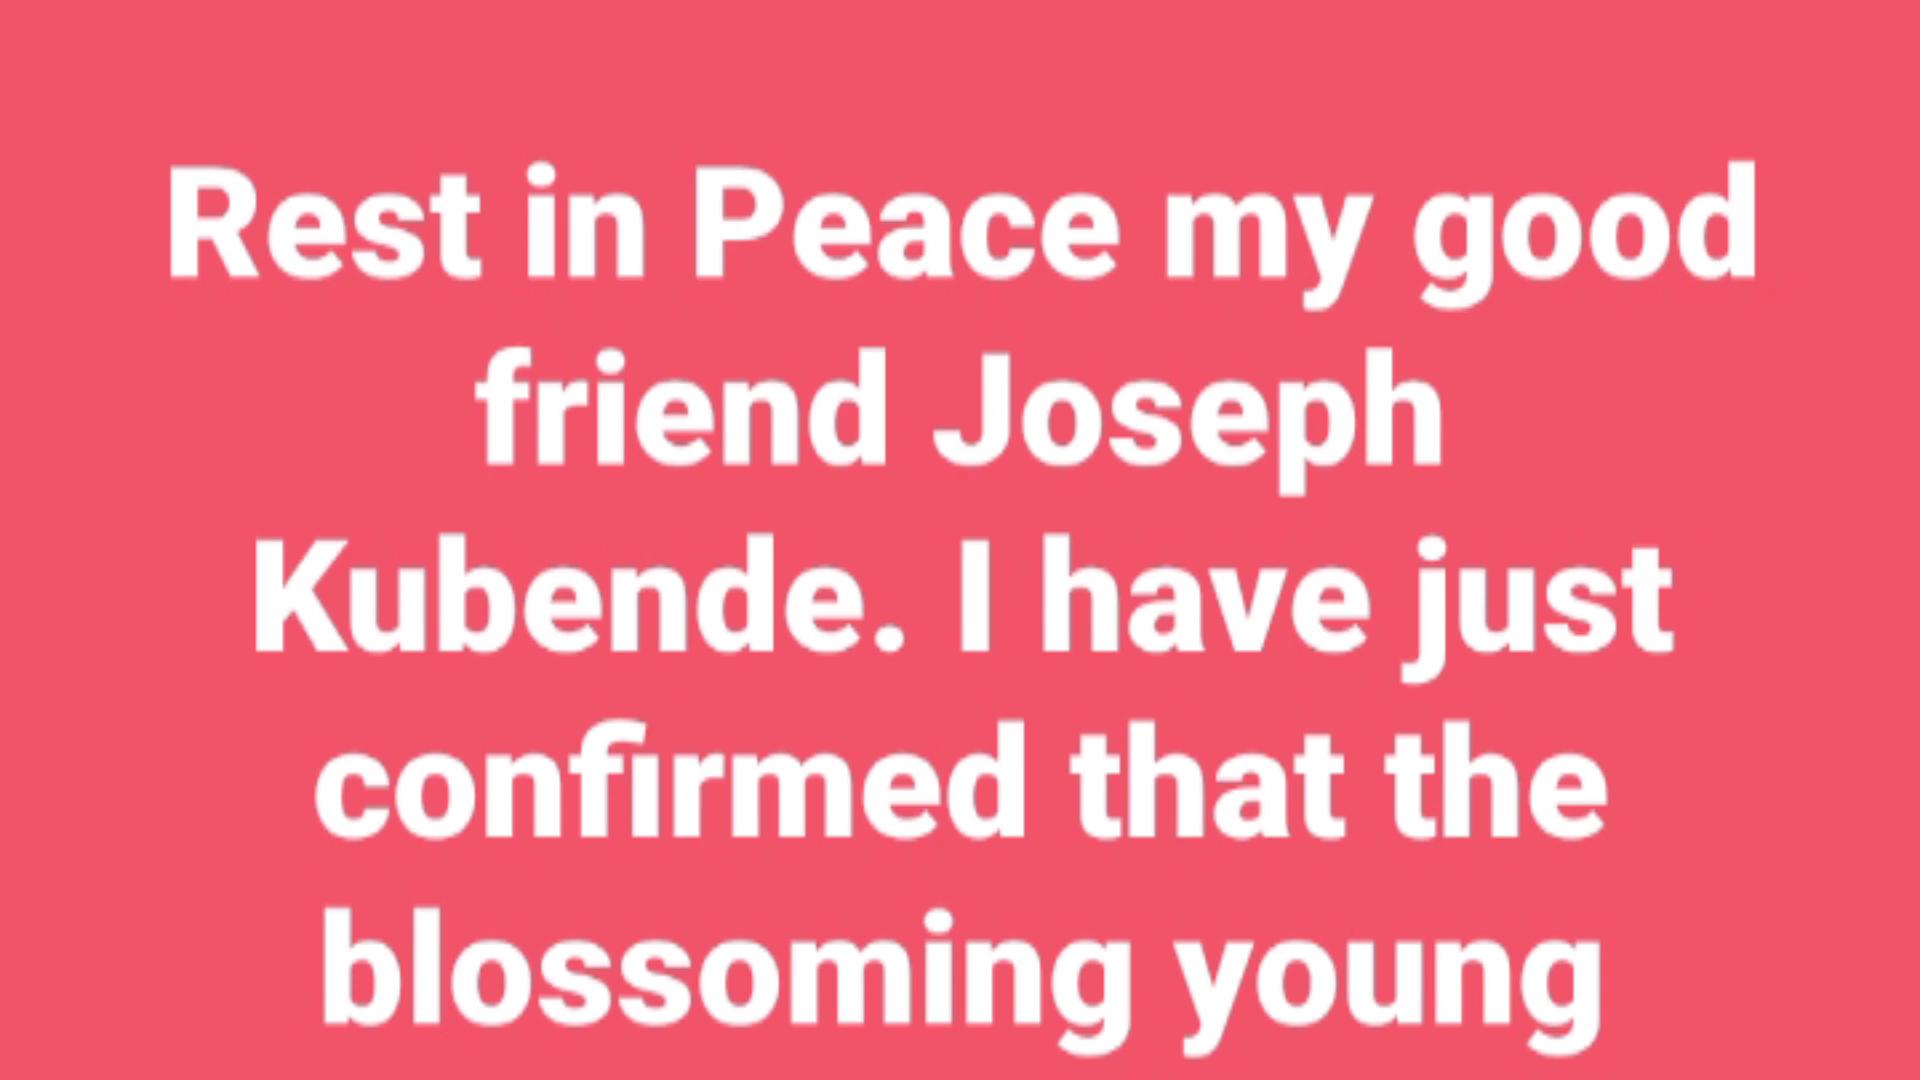 Rest in Peace my good
friend Joseph
Kubende. I have just
confirmed that the
blossoming young